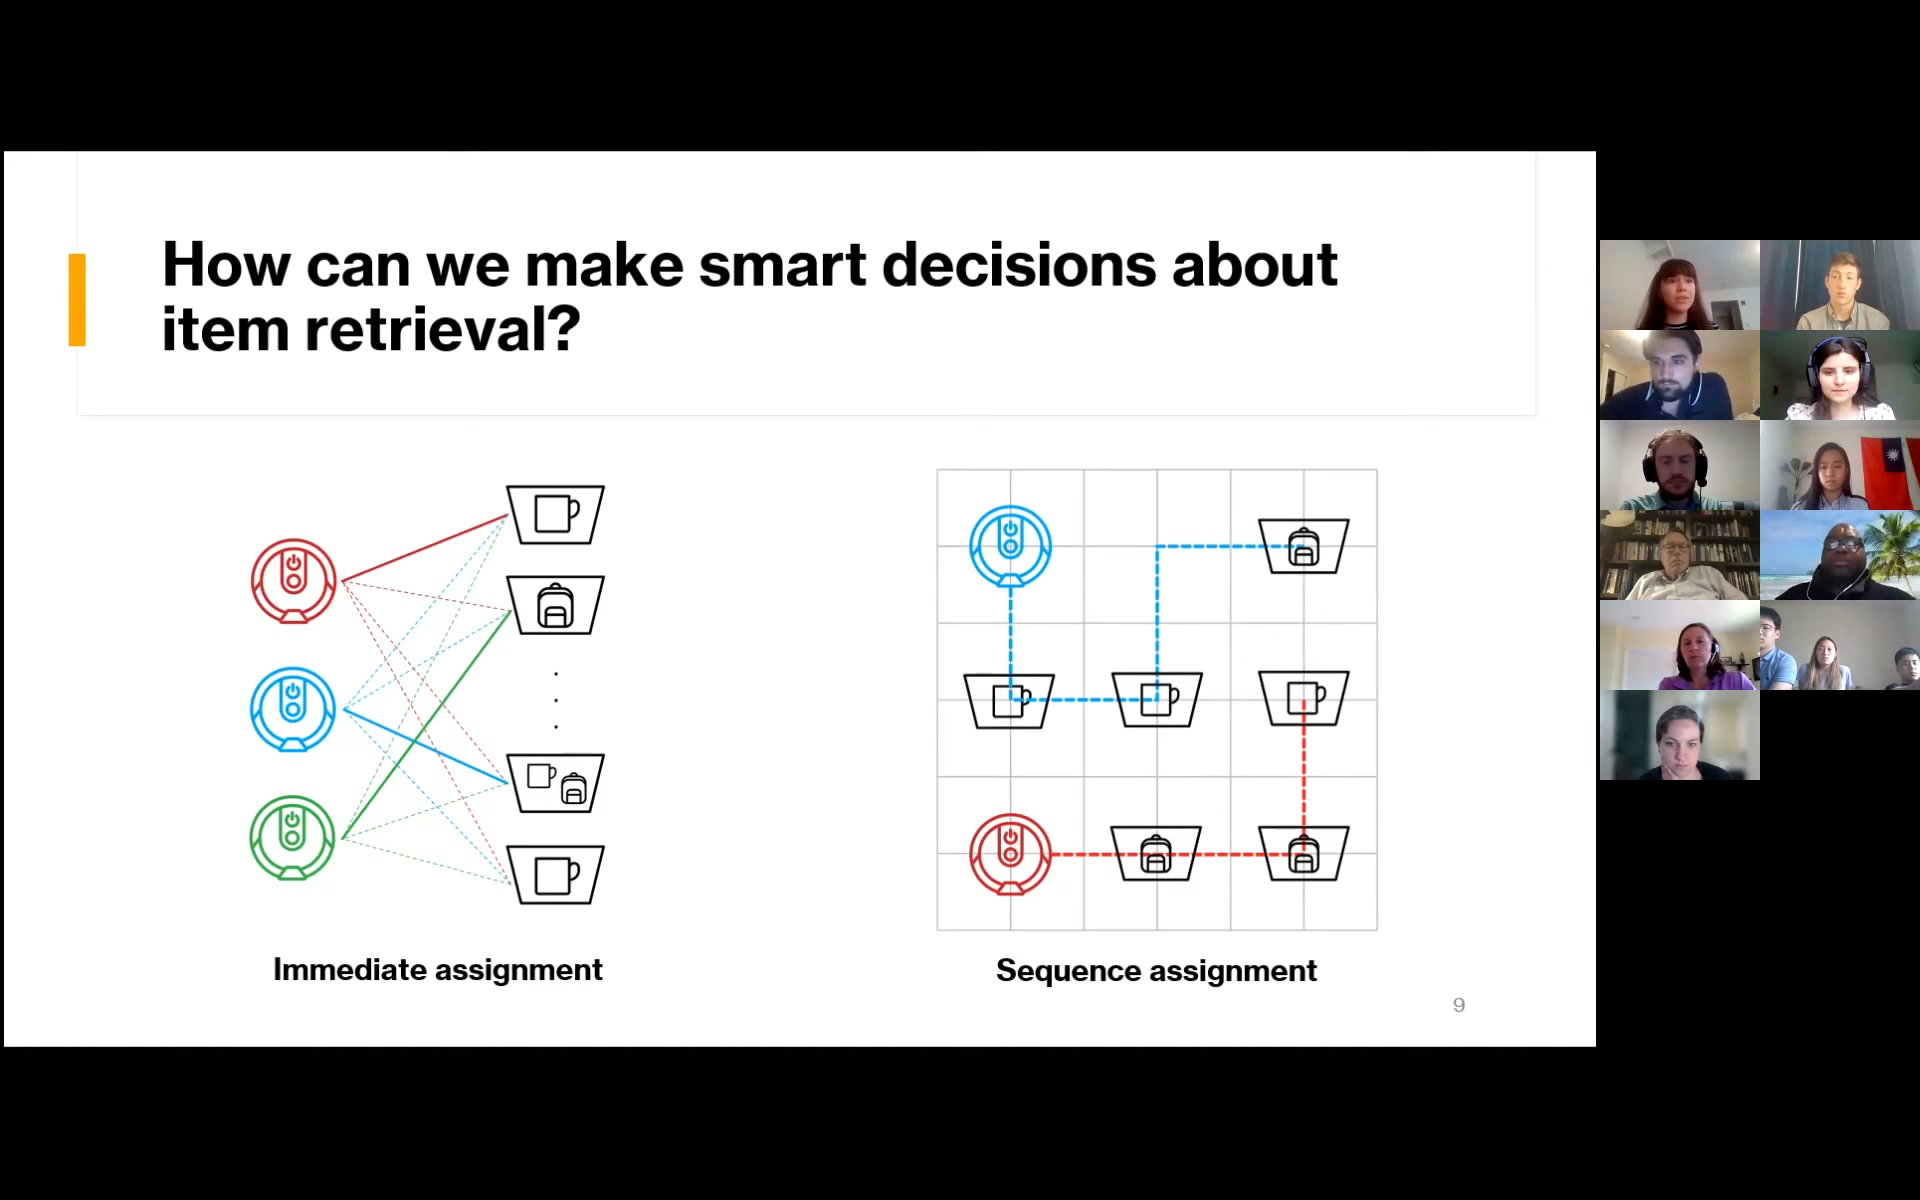 How can we make smart decisions about
item retrieval?
Immediate assignment
Sequence assignment
9